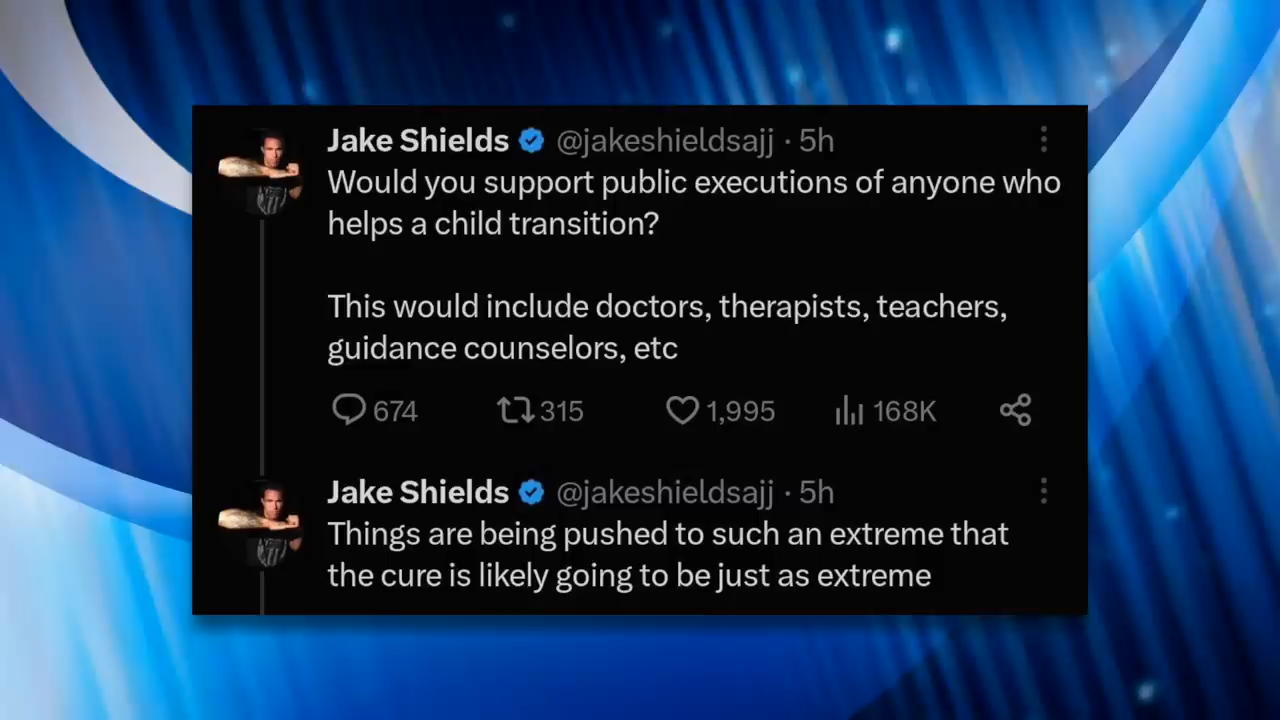 Jake Shields @jakeshieldsajj · 5h
Would you support public executions of anyone who
helps a child transition?
This would include doctors, therapists, teachers,
guidance counselors, etc
674 315 1,995 168K
Jake Shields @jakeshieldsajj · 5h
Things are being pushed to such an extreme that
the cure is likely going to be just as extreme